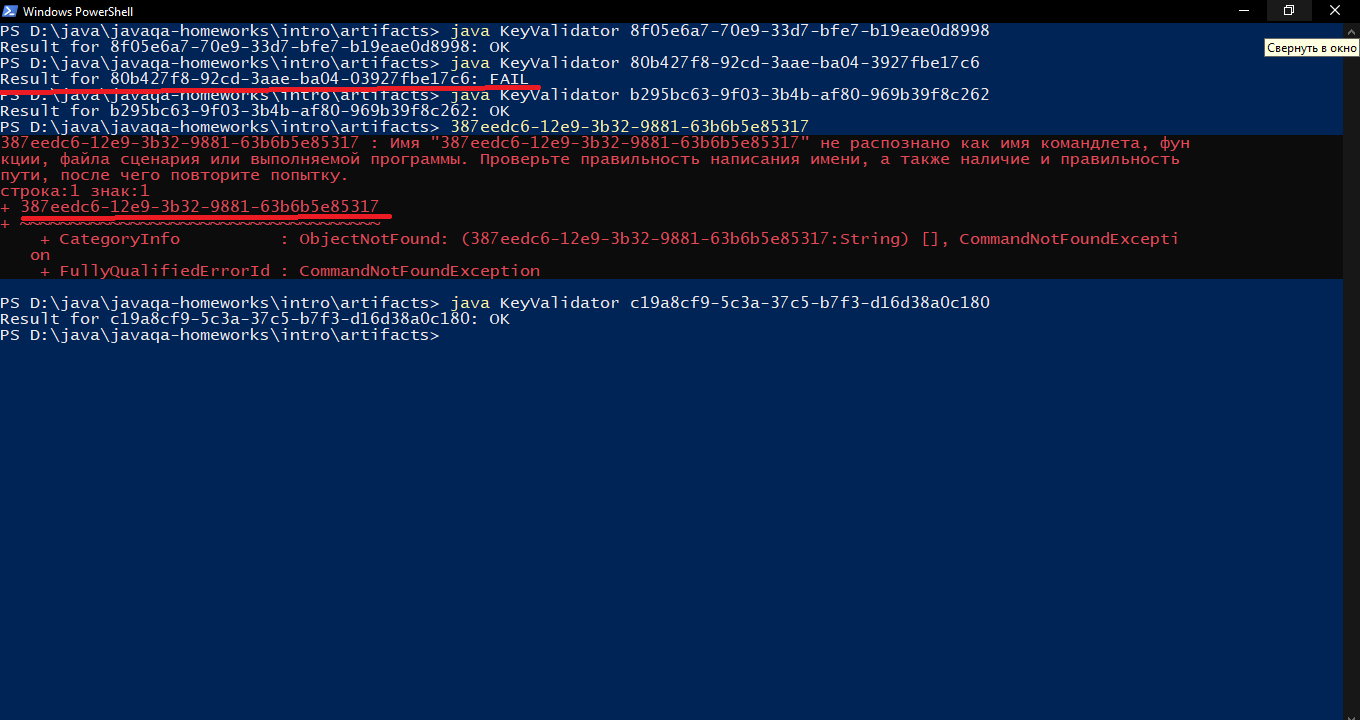 Windows PowerShell
PS D:\java\javaqa-homeworks\intro\artifacts> java KeyValidator 8f05e6a7-70e9-33d7-bfe7-b19eae0d8998
Свернуть в окно
Result for 8f05e6a7-70e9-33d7-bfe7-b19eae0d8998: OK
PS D:\java\javaqa-homeworks\intro\artifacts> java KeyValidator 80b427f8-92cd-3aae-ba04-3927fbe17c6
Result for 80b427f8-92cd-3aae-ba04-03927fbe17c6: FAIL
PS D:\java\javaqa-homeworks\intro\artifacts> java KeyValidator b295bc63-9f03-3b4b-af80-969b39f8c262
Result for b295bc63-9f03-3b4b-af80-969b39f8c262: OK
PS D:\java\javaqa-homeworks\intro\artifacts> 387eedc6-12e9-3b32-9881-63b6b5e85317
387eedc6-12e9-3b32-9881-63b6b5e85317 : Имя "387eedc6-12e9-3b32-9881-63b6b5e85317" не распознано как имя командлета, фун
кции, файла сценария или выполняемой программы. Проверьте правильность написания имени, а также наличие и правильность
пути, после чего повторите попытку.
строка:1 знак:1
+ 387eedc6-12e9-3b32-9881-63b6b5e85317
+ ~~~~~~~~~~~~~~~~~~~~~~~~~~~~~~~~~~~~
+ CategoryInfo          : ObjectNotFound: (387eedc6-12e9-3b32-9881-63b6b5e85317:String) [], CommandNotFoundExcepti
on
+ FullyQualifiedErrorId : CommandNotFoundException
PS D:\java\javaqa-homeworks\intro\artifacts> java KeyValidator c19a8cf9-5c3a-37c5-b7f3-d16d38a0c180
Result for c19a8cf9-5c3a-37c5-b7f3-d16d38a0c180: OK
PS D:\java\javaqa-homeworks\intro\artifacts>